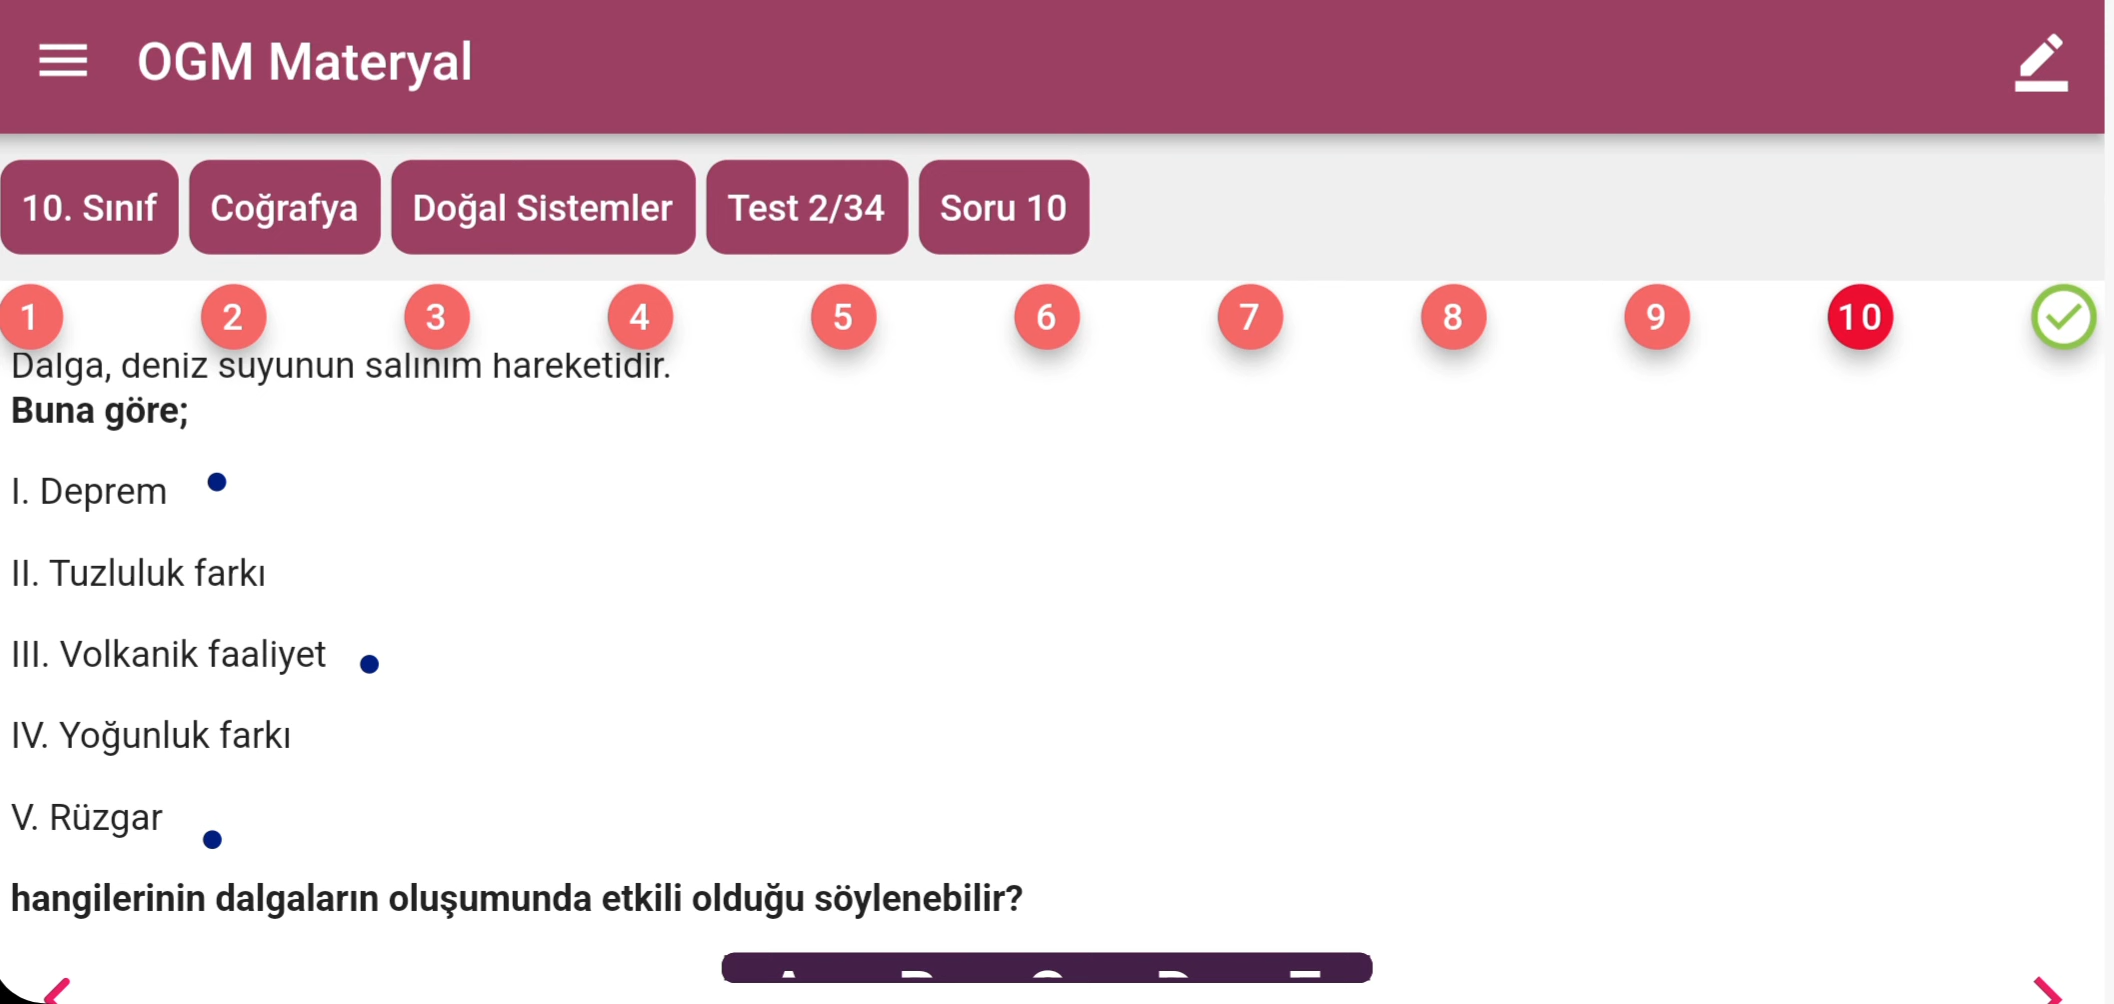 OGM Materyal
10. Sınıf Coğrafya Doğal Sistemler Test 2/34 Soru 10
1 2 3 4 5 6 7 8 9 10
Dalga, deniz suyunun salınım hareketidir.
Buna göre;
I. Deprem
II. Tuzluluk farkı
III. Volkanik faaliyet
IV. Yoğunluk farkı
V. Rüzgar
hangilerinin dalgaların oluşumunda etkili olduğu söylenebilir?